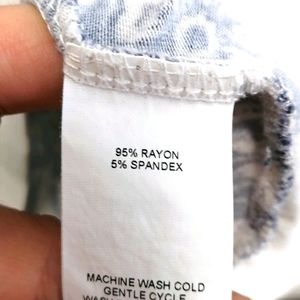 95% RAYON
5% SPANDEX
MACHINE WASH COLD
GENTLE CYCLE